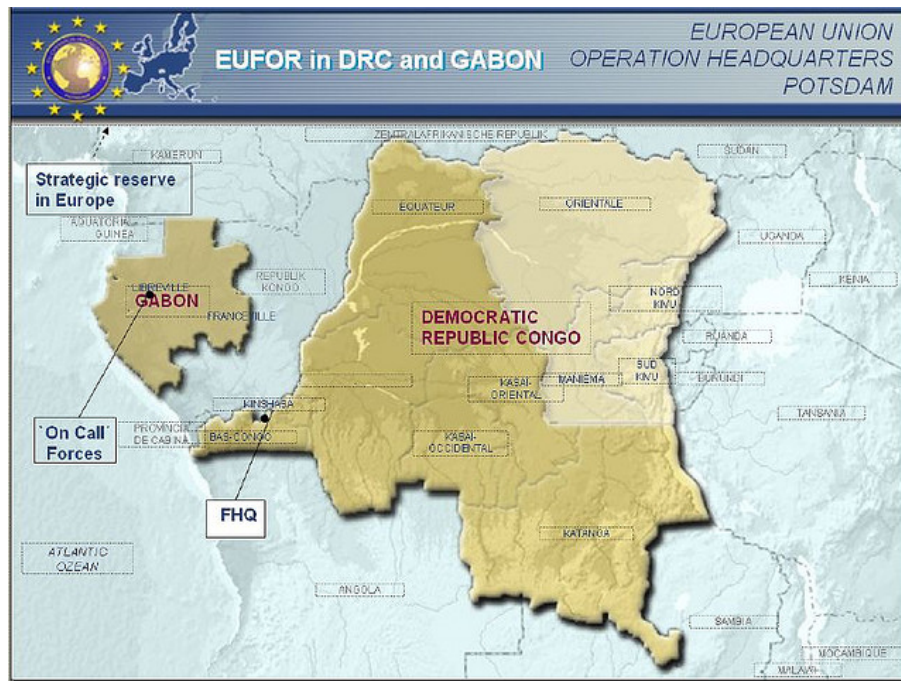 EUFOR in DRC and GABON
EUROPEAN UNION
OPERATION HEADQUARTERS
POTSDAM
ZENTRALAFRIKANISCHE REPUBLIK
KAMERUN
SUDAN
Strategic reserve
in Europe
EQUATEUR
ORIENTALE
AQUATORIA
GUINEA
UGANDA
REPUBLIK
KONGO
KENIA
LIBREVILLE
GABON
FRANCEVILLE
NORD
KIVU
DEMOCRATIC
REPUBLIC CONGO
RUANDA
SUD
KIVU
KASAI-
ORIENTAL
MANIEMA
BURUNDI
KINSHASA
TANSANIA
'On Call'
Forces
PROVINCIA
DE CABINA
BAS-CONGO
KASAI-
OCCIDENTAL
FHQ
KATANGA
ATLANTIC
OZEAN
ANGOLA
SAMBIA
MOCAMBIQUE
MALAWI